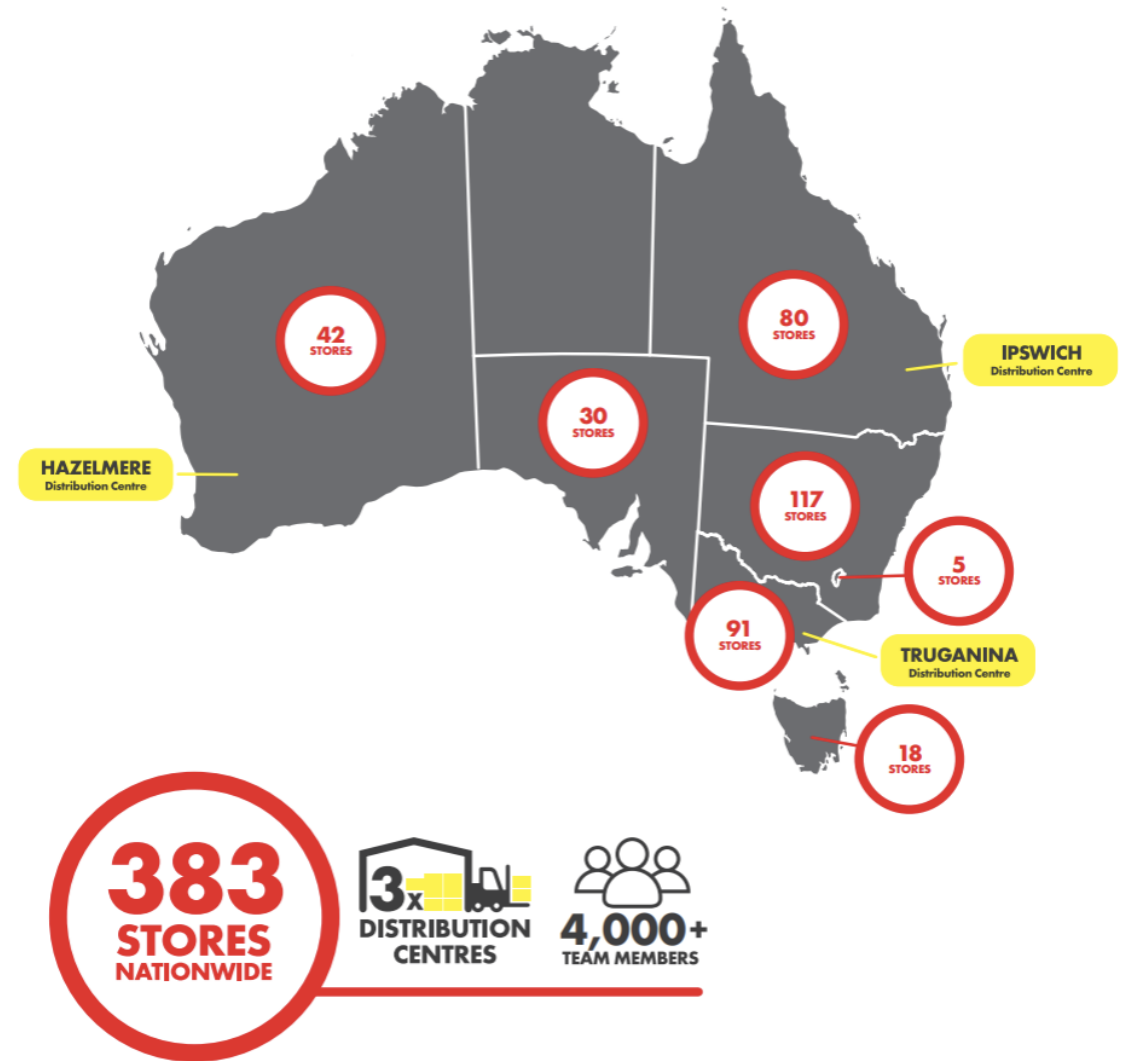 42
STORES
80
STORES
IPSWICH
Distribution Centre
30
STORES
HAZELMERE
Distribution Centre
117
STORES
5
STORES
91
STORES
TRUGANINA
Distribution Centre
18
STORES
383
STORES
NATIONWIDE
3x
DISTRIBUTION
CENTRES
4,000+
TEAM MEMBERS